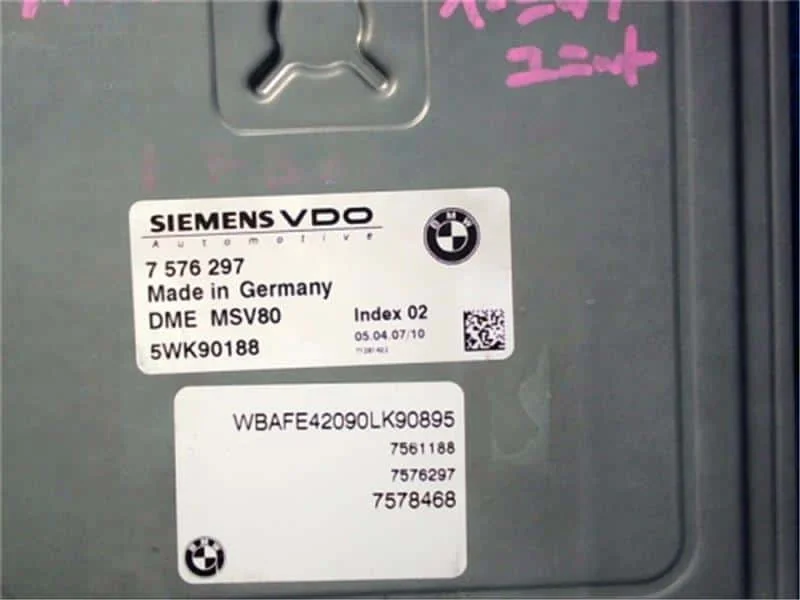 ユニット
SIEMENS VDO
Automotive
BMW
7 576 297
Made in Germany
DME MSV80
Index 02
05.04.07/10
5WK90188
WBAFE42090LK90895
7561188
7576297
7578468
BMW